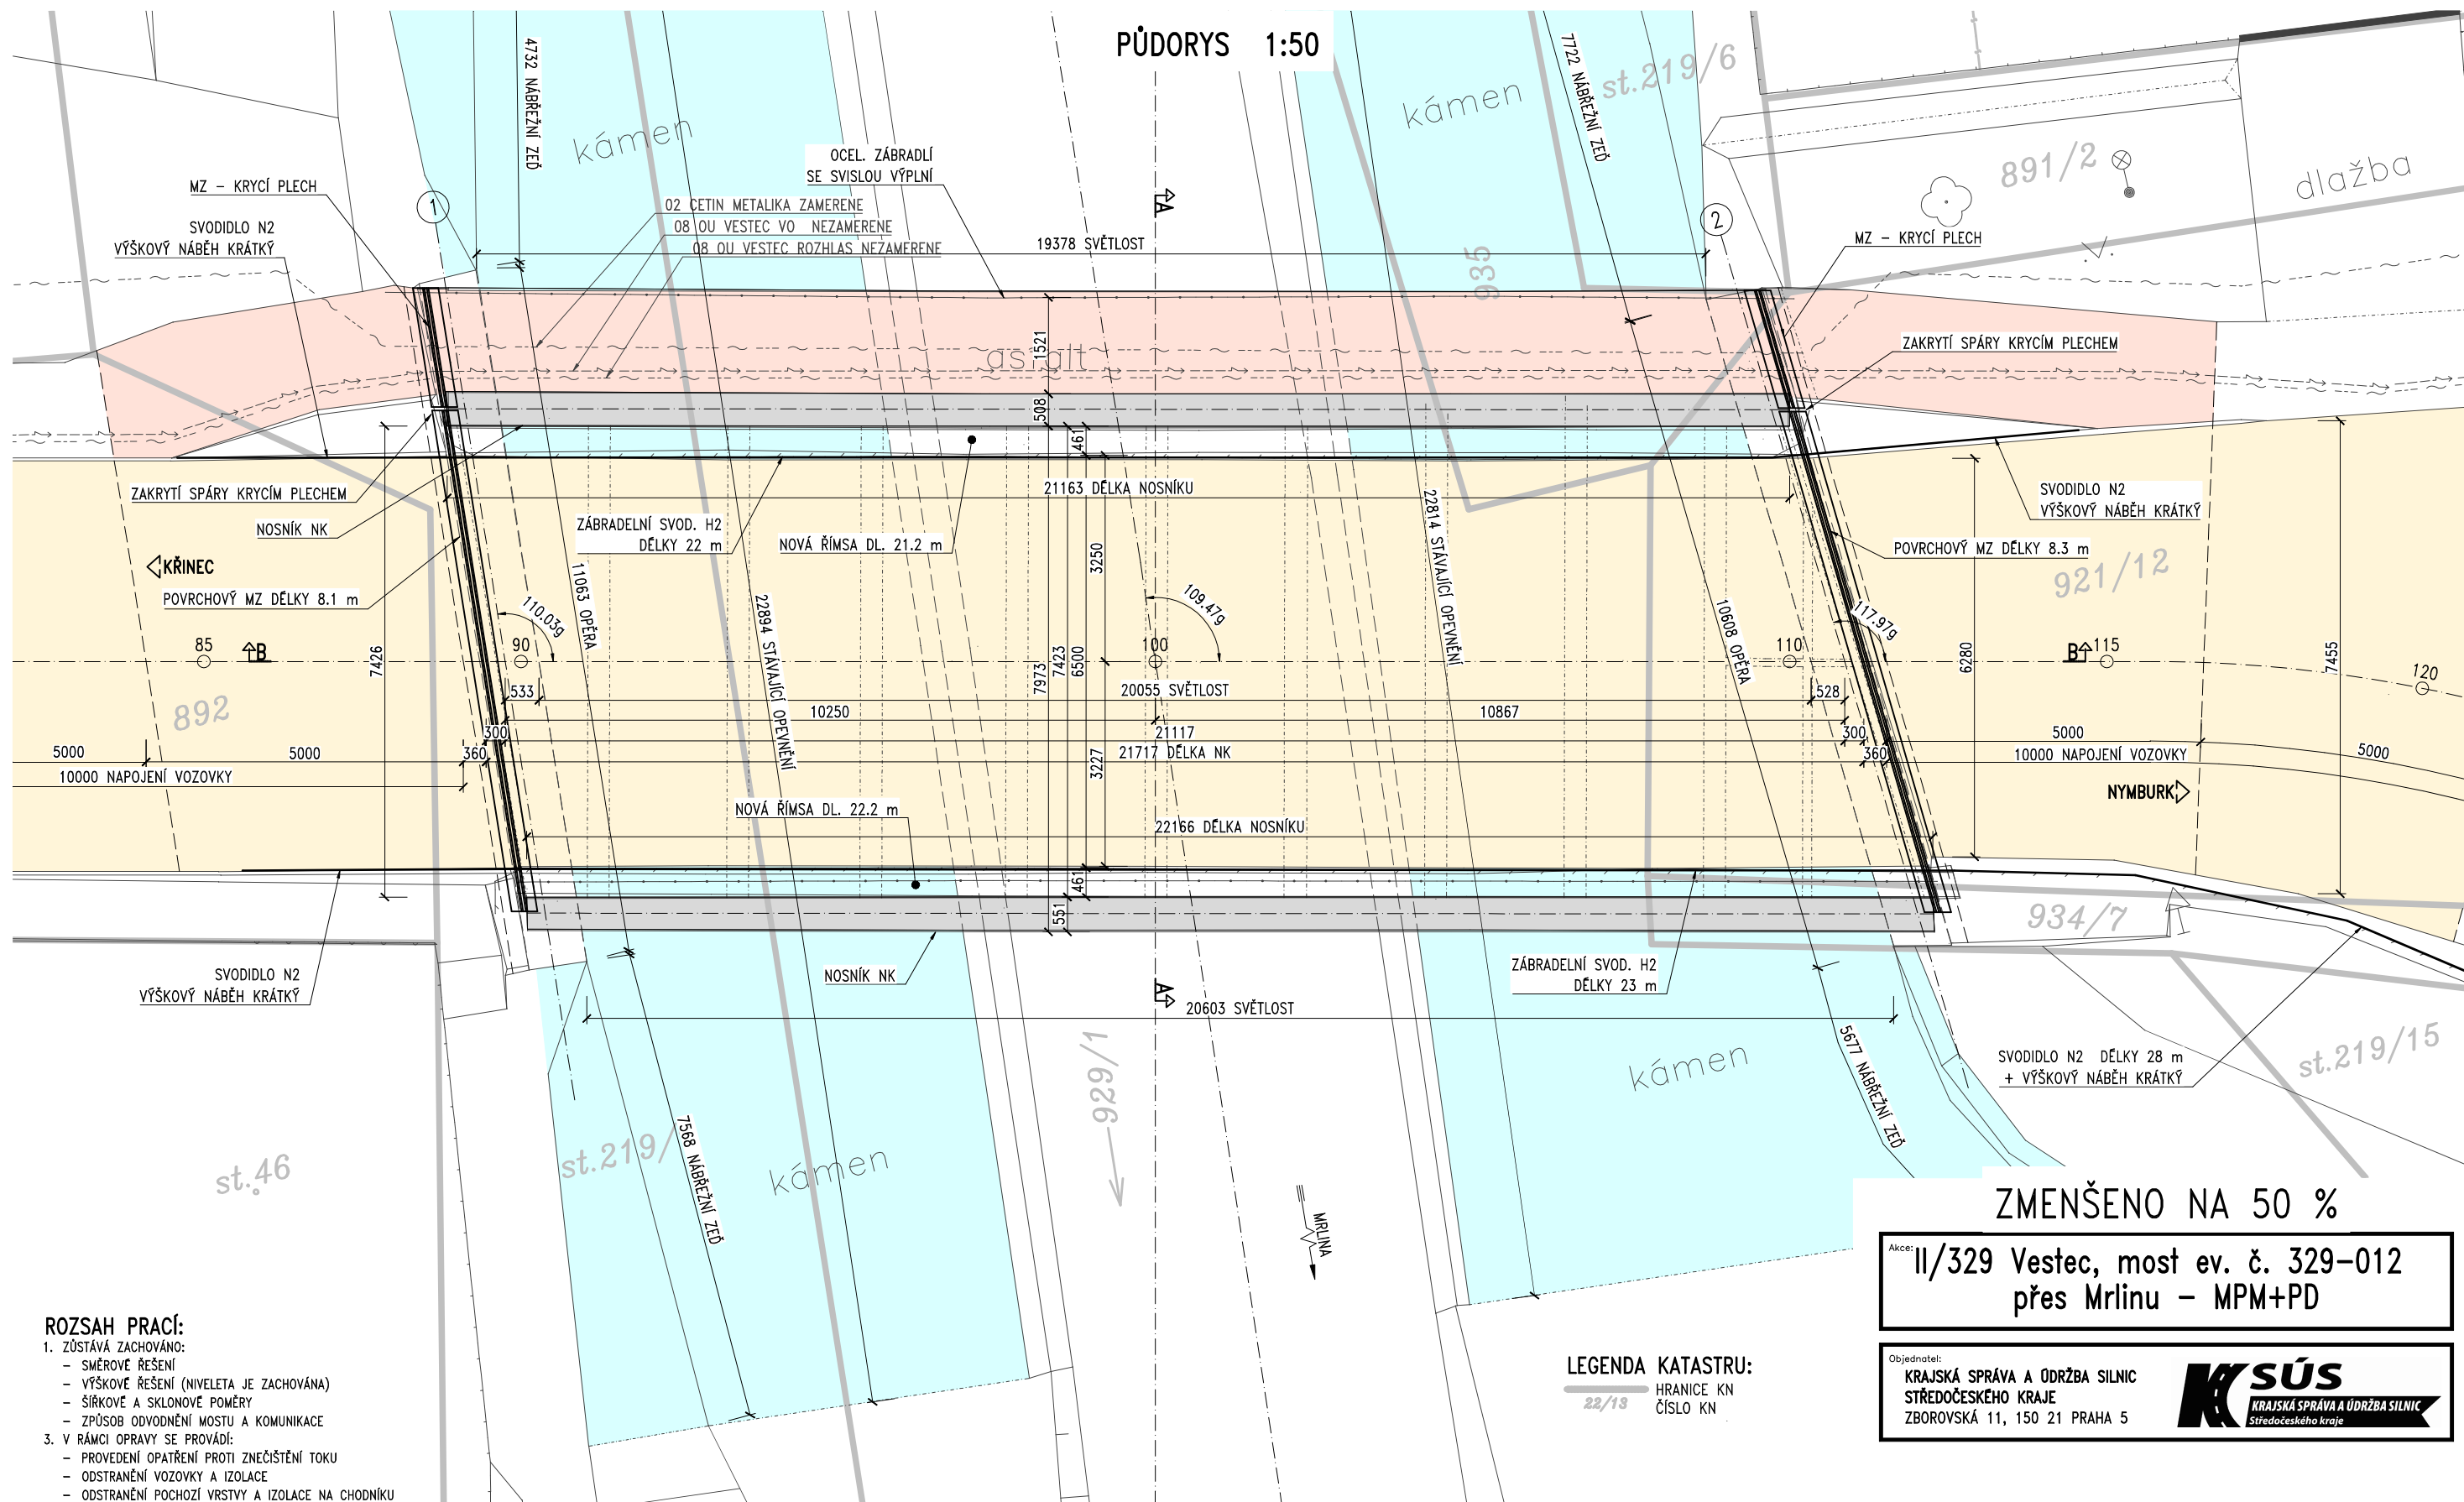 PŮDORYS 1:50
4732 NÁBŘEŽNÍ ZEĎ
kámen
kámen
7722 NÁBŘEŽNÍ ZEĎ
st.219/6
891/2
dlažba
OCEL. ZÁBRADLÍ
SE SVISLOU VÝPLNÍ
MZ – KRYCÍ PLECH
1
SVODIDLO N2
VÝŠKOVÝ NÁBĚH KRÁTKÝ
02 CETIN METALIKA ZAMERENE
08 OU VESTEC VO NEZAMERENE
08 OU VESTEC ROZHLAS NEZAMERENE
A
19378 SVĚTLOST
2
MZ – KRYCÍ PLECH
935
1521
asfalt
ZAKRYTÍ SPÁRY KRYCÍM PLECHEM
508
461
ZAKRYTÍ SPÁRY KRYCÍM PLECHEM
21163 DÉLKA NOSNÍKU
SVODIDLO N2
VÝŠKOVÝ NÁBĚH KRÁTKÝ
NOSNÍK NK
ZÁBRADELNÍ SVOD. H2
DÉLKY 22 m
NOVÁ ŘÍMSA DL. 21.2 m
22814 STÁVAJÍCÍ OPEVNĚNÍ
POVRCHOVÝ MZ DÉLKY 8.3 m
KŘINEC
POVRCHOVÝ MZ DÉLKY 8.1 m
3250
921/12
110.03g
11063 OPĚRA
22894 STÁVAJÍCÍ OPEVNĚNÍ
109.47g
10608 OPĚRA
117.97g
85
B
90
100
110
B
115
120
7426
7973
7423
6500
6280
7455
892
533
20055 SVĚTLOST
528
10250
10867
300
21117
300
5000
5000
5000
360
21717 DÉLKA NK
360
5000
10000 NAPOJENÍ VOZOVKY
3227
10000 NAPOJENÍ VOZOVKY
NYMBURK
NOVÁ ŘÍMSA DL. 22.2 m
22166 DÉLKA NOSNÍKU
461
551
934/7
SVODIDLO N2
VÝŠKOVÝ NÁBĚH KRÁTKÝ
NOSNÍK NK
A
20603 SVĚTLOST
ZÁBRADELNÍ SVOD. H2
DÉLKY 23 m
5677 NÁBŘEŽNÍ ZEĎ
SVODIDLO N2 DÉLKY 28 m
+ VÝŠKOVÝ NÁBĚH KRÁTKÝ
st.219/15
kámen
929/1
7568 NÁBŘEŽNÍ ZEĎ
st.219/
kámen
st.46
MRLINA
ZMENŠENO NA 50 %
Akce:
II/329 Vestec, most ev. č. 329-012
přes Mrlinu – MPM+PD
ROZSAH PRACÍ:
1. ZŮSTÁVÁ ZACHOVÁNO:
– SMĚROVÉ ŘEŠENÍ
– VÝŠKOVÉ ŘEŠENÍ (NIVELETA JE ZACHOVÁNA)
– ŠÍŘKOVÉ A SKLONOVÉ POMĚRY
– ZPŮSOB ODVODNĚNÍ MOSTU A KOMUNIKACE
3. V RÁMCI OPRAVY SE PROVÁDÍ:
– PROVEDENÍ OPATŘENÍ PROTI ZNEČIŠTĚNÍ TOKU
– ODSTRANĚNÍ VOZOVKY A IZOLACE
– ODSTRANĚNÍ POCHOZÍ VRSTVY A IZOLACE NA CHODNÍKU
LEGENDA KATASTRU:
HRANICE KN
22/13 ČÍSLO KN
Objednatel:
KRAJSKÁ SPRÁVA A ÚDRŽBA SILNIC
STŘEDOČESKÉHO KRAJE
ZBOROVSKÁ 11, 150 21 PRAHA 5
K SÚS
KRAJSKÁ SPRÁVA A ÚDRŽBA SILNIC
Středočeského kraje